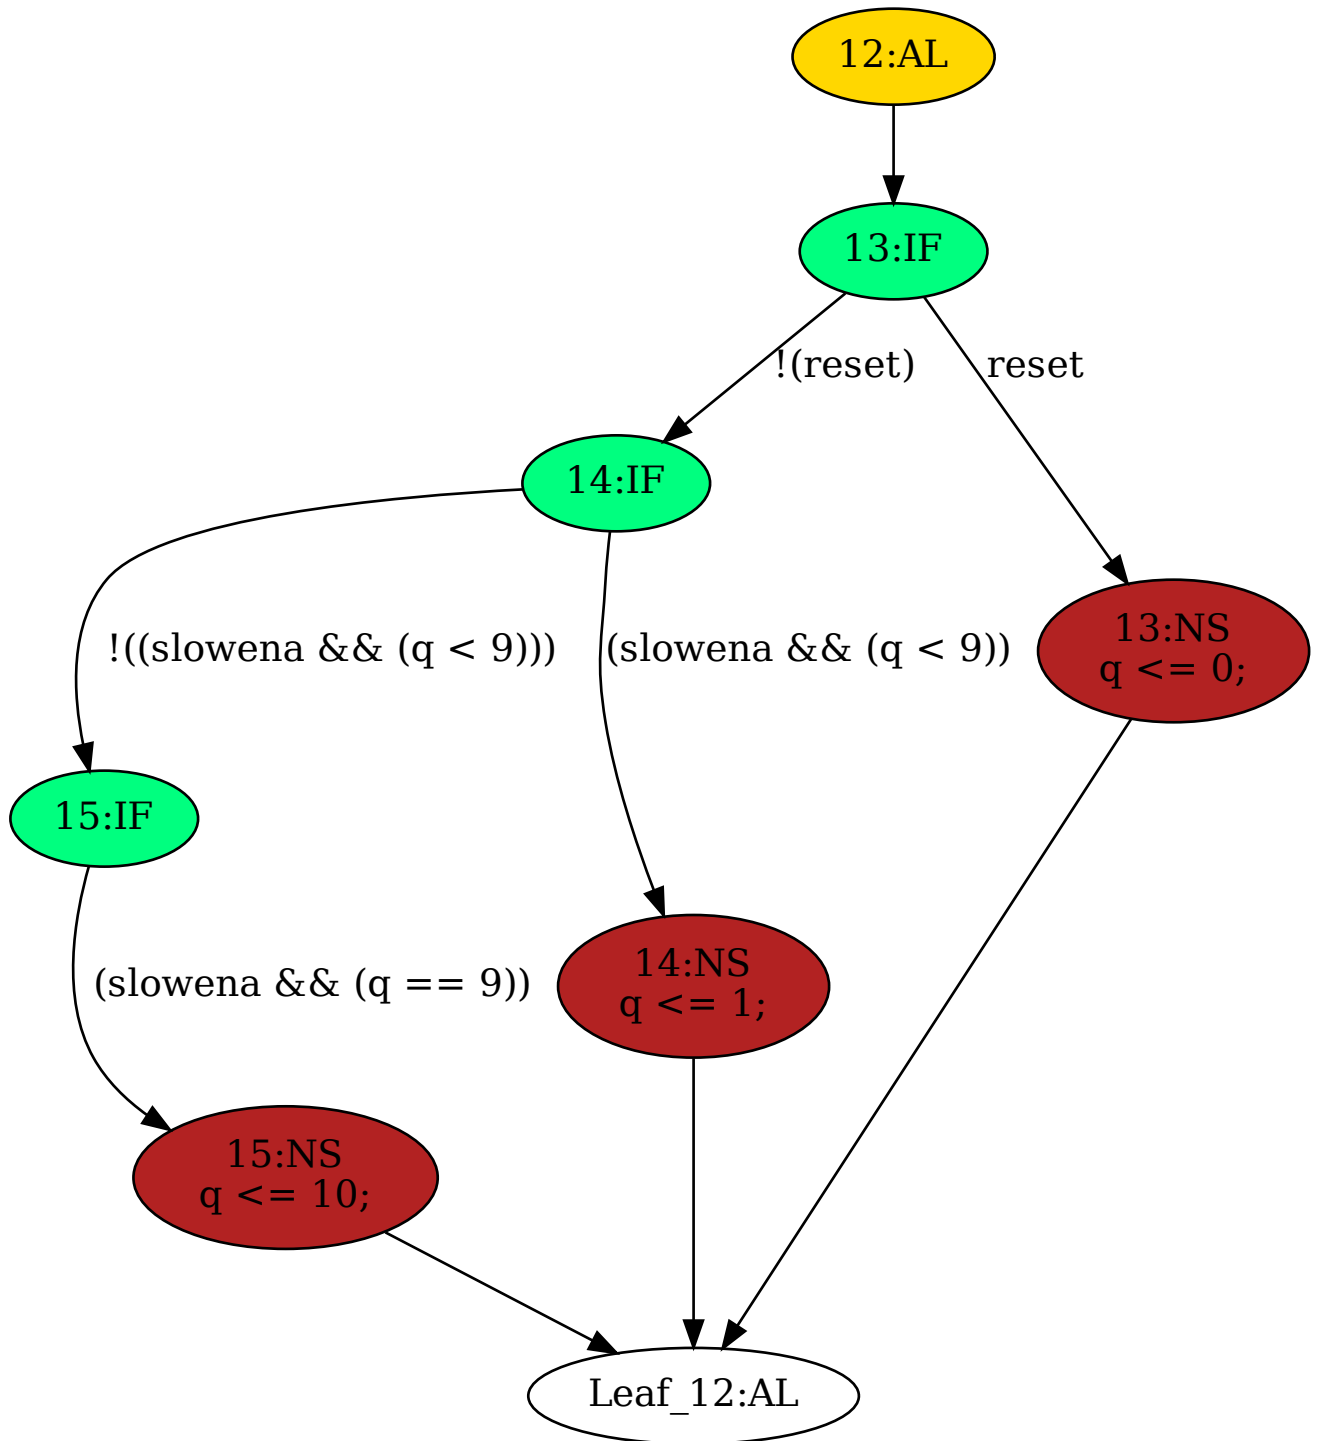 12:AL
13:IF
!(reset)
reset
14:IF
!((slowena && (q < 9)))
(slowena && (q < 9))
13:NS
q <= 0;
15:IF
(slowena && (q == 9))
14:NS
q <= 1;
15:NS
q <= 10;
Leaf_12:AL